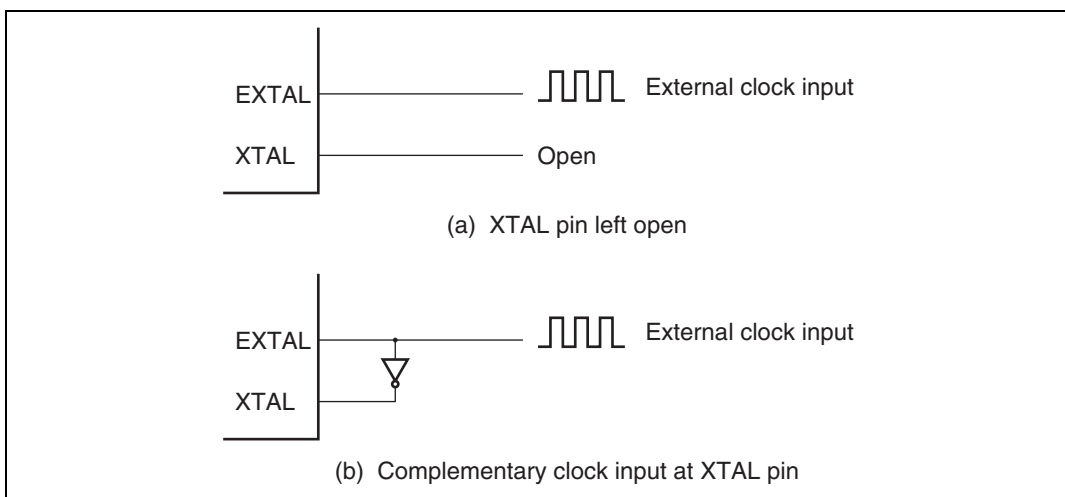 EXTAL External clock input
XTAL Open
(a) XTAL pin left open
EXTAL External clock input
XTAL
(b) Complementary clock input at XTAL pin